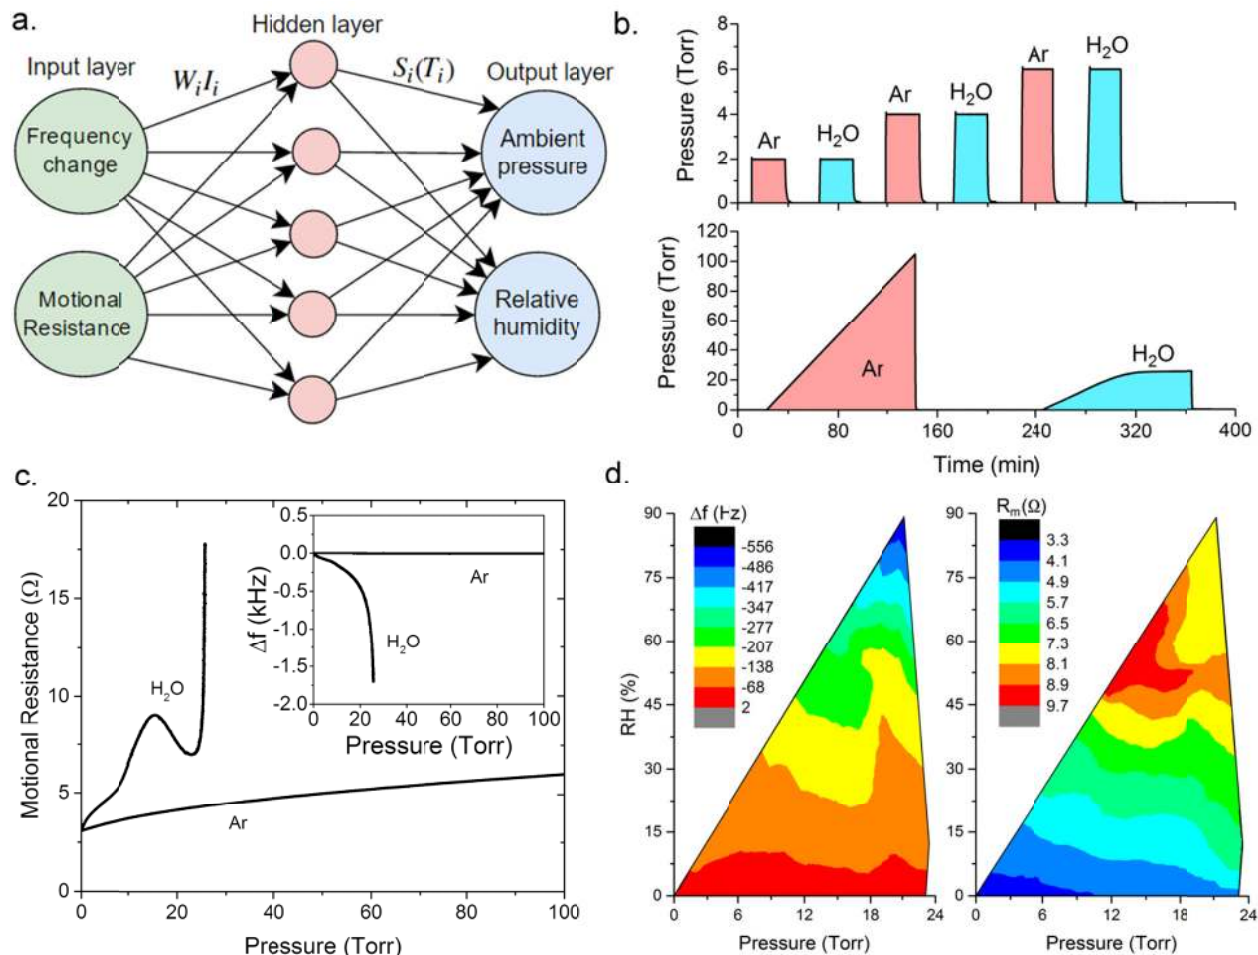 a.
Hidden layer
Input layer
W_iI_i
S_i(T_i)
Output layer
Frequency
change
Motional
Resistance
Ambient
pressure
Relative
humidity
b.
Pressure (Torr)
8
6
4
2
0
Ar
H₂O
Ar
H₂O
Ar
H₂O
Pressure (Torr)
120
100
80
60
40
20
0
Ar
H₂O
0 80 160 240 320 400
Time (min)
c.
Motional Resistance (Ω)
20
15
10
5
0
H₂O
Ar
0 20 40 60 80 100
Pressure (Torr)
Δf (kHz)
0.5
0.0
-0.5
-1.0
-1.5
-2.0
Ar
H₂O
0 20 40 60 80 100
Pressure (Torr)
d.
RH (%)
90
75
60
45
30
15
0
Δf (Hz)
-556
-486
-417
-347
-277
-207
-138
-68
2
0 6 12 18 24
Pressure (Torr)
90
75
60
45
30
15
0
R_m(Ω)
3.3
4.1
4.9
5.7
6.5
7.3
8.1
8.9
9.7
0 6 12 18 24
Pressure (Torr)